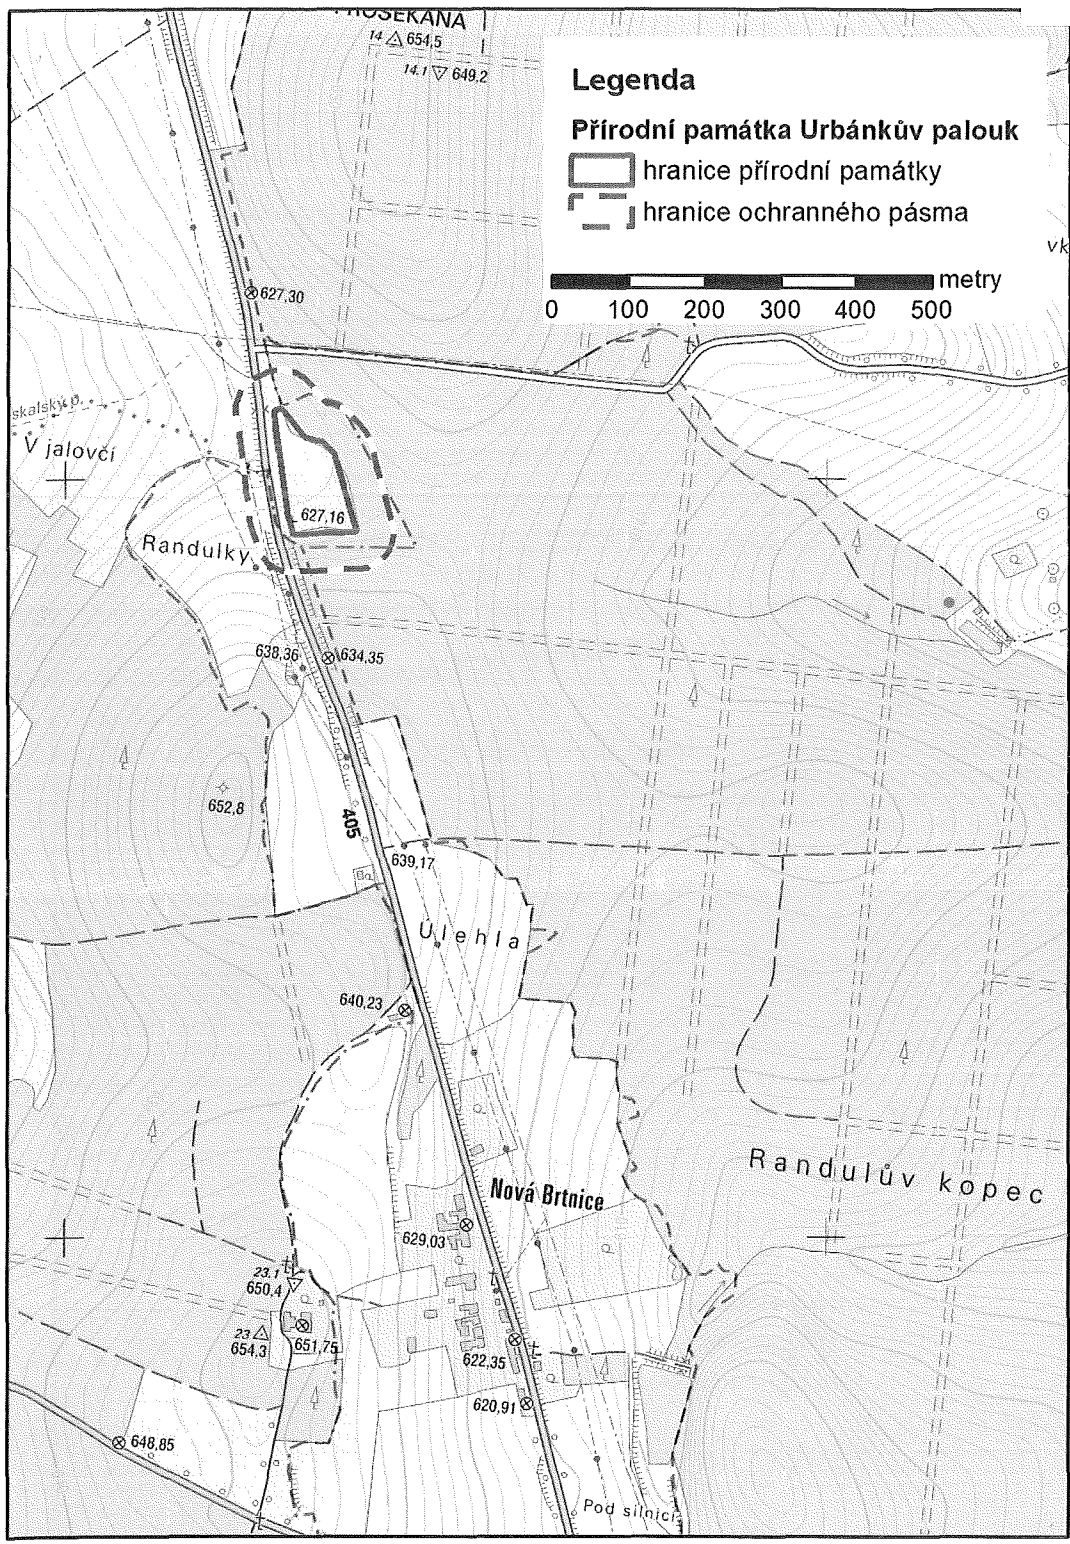 PROSEKANÁ
14 654,5
14.1 649,2
Legenda
Přírodní památka Urbánkův palouk
hranice přírodní památky
hranice ochranného pásma
metry
0 100 200 300 400 500
vk
627,30
skalský p.
V jalovčí
627,16
Randulky
638,36
634,35
652,8
405
639,17
Úlehla
640,23
Randulův kopec
Nová Brtnice
629,03
23.1
650,4
23
654,3
651,75
622,35
620,91
648,85
Pod silnicí